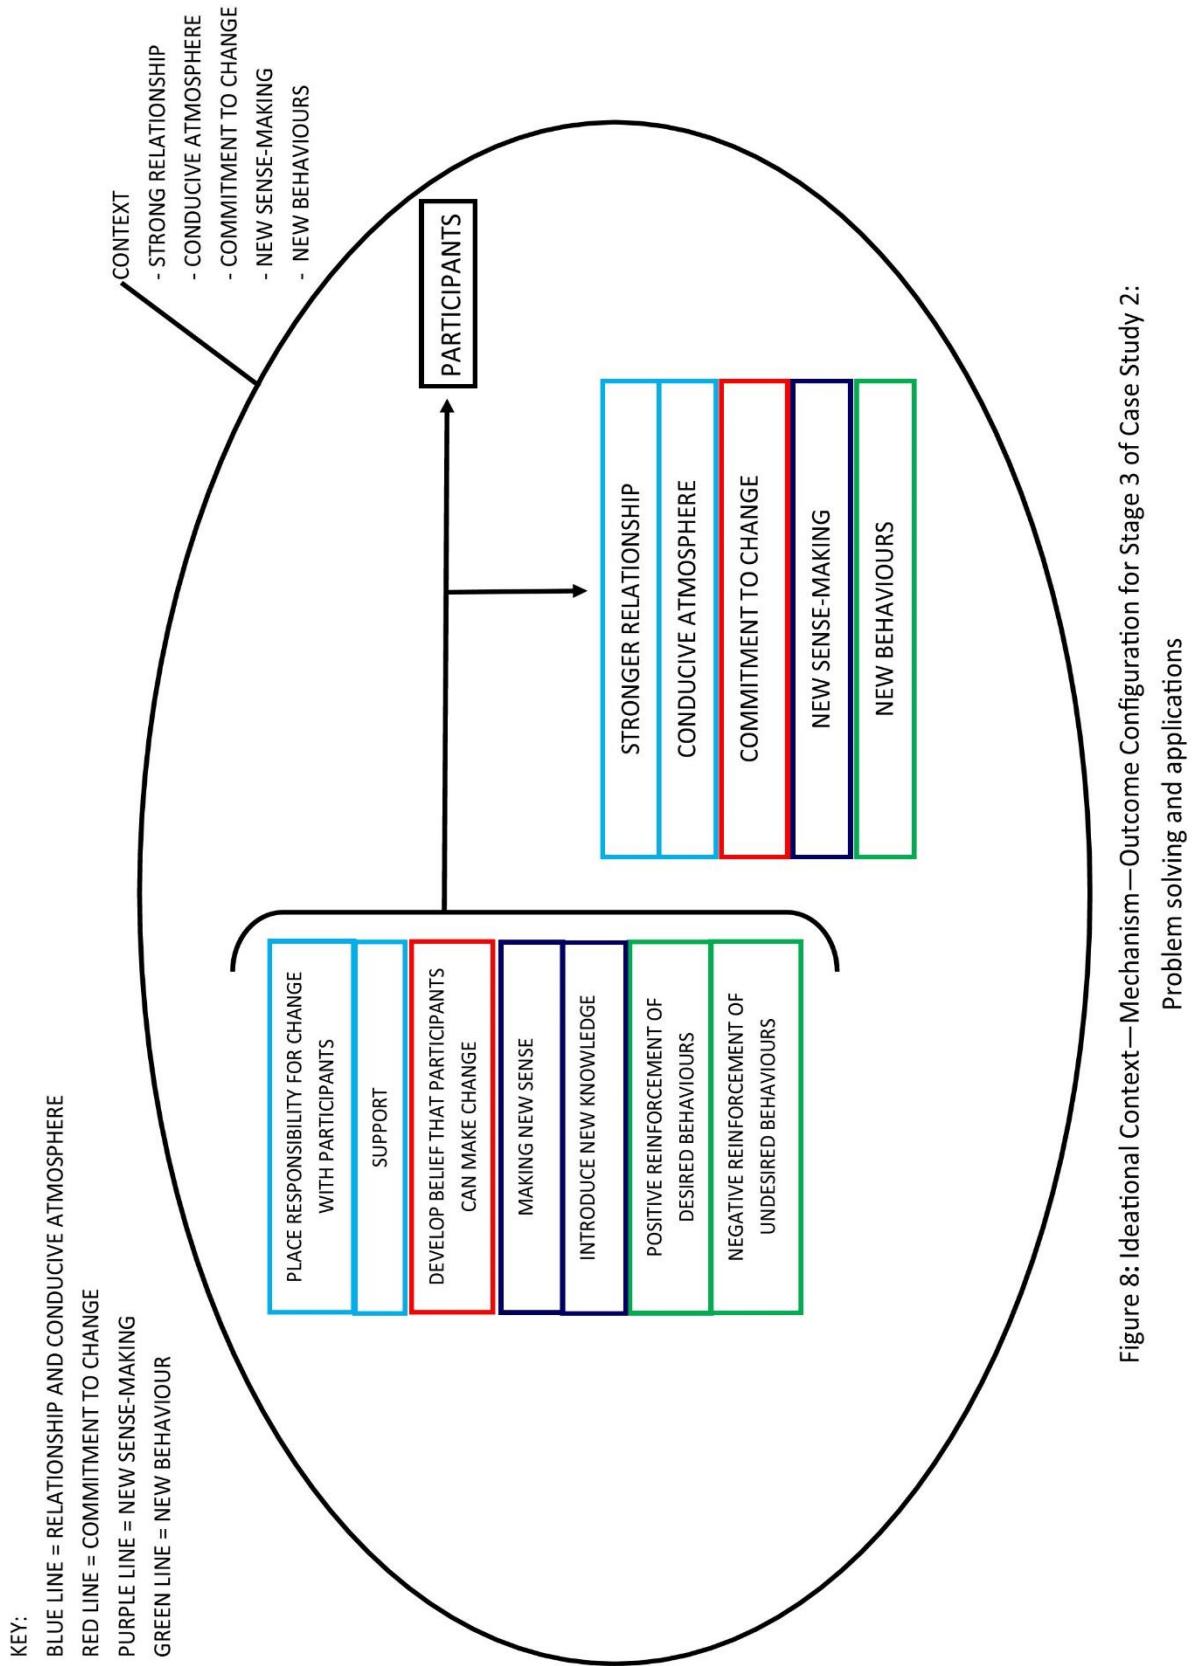 KEY:
BLUE LINE = RELATIONSHIP AND CONDUCIVE ATMOSPHERE
RED LINE = COMMITMENT TO CHANGE
PURPLE LINE = NEW SENSE-MAKING
GREEN LINE = NEW BEHAVIOUR
CONTEXT
- STRONG RELATIONSHIP
- CONDUCIVE ATMOSPHERE
- COMMITMENT TO CHANGE
- NEW SENSE-MAKING
- NEW BEHAVIOURS
PLACE RESPONSIBILITY FOR CHANGE
WITH PARTICIPANTS
SUPPORT
DEVELOP BELIEF THAT PARTICIPANTS
CAN MAKE CHANGE
MAKING NEW SENSE
INTRODUCE NEW KNOWLEDGE
POSITIVE REINFORCEMENT OF
DESIRED BEHAVIOURS
NEGATIVE REINFORCEMENT OF
UNDESIRED BEHAVIOURS
PARTICIPANTS
STRONGER RELATIONSHIP
CONDUCIVE ATMOSPHERE
COMMITMENT TO CHANGE
NEW SENSE-MAKING
NEW BEHAVIOURS
Figure 8: Ideational Context—Mechanism—Outcome Configuration for Stage 3 of Case Study 2:
Problem solving and applications